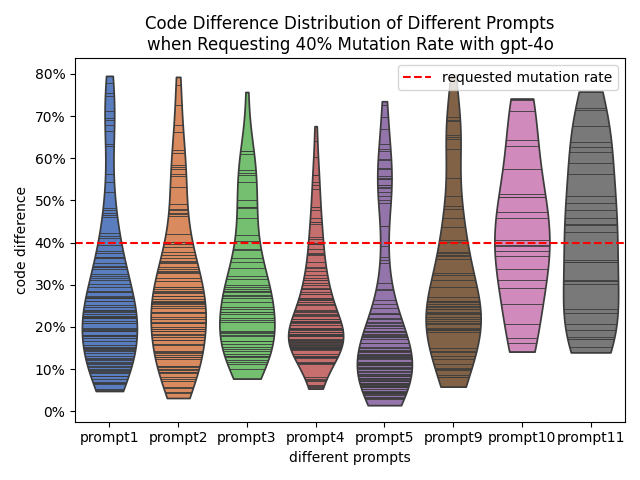 Code Difference Distribution of Different Prompts
when Requesting 40% Mutation Rate with gpt-4o
requested mutation rate
80%
70%
60%
50%
40%
30%
20%
10%
0%
code difference
prompt1 prompt2 prompt3 prompt4 prompt5 prompt9 prompt10 prompt11
different prompts